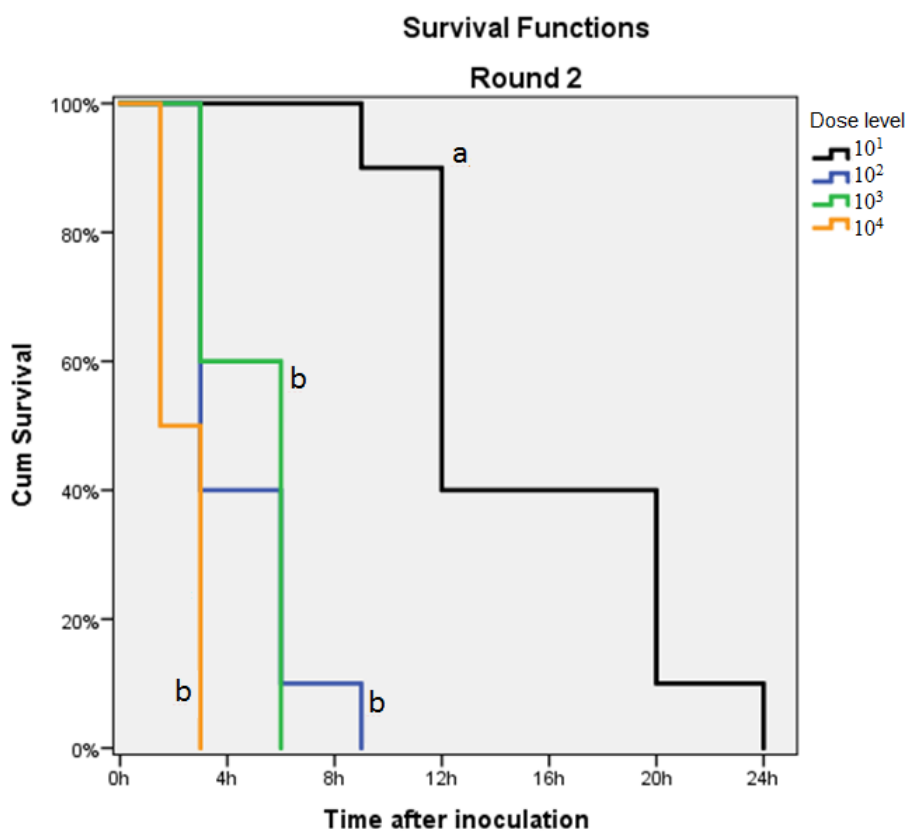 Survival Functions
Round 2
100%
80%
60%
40%
20%
0%
Cum Survival
0h 4h 8h 12h 16h 20h 24h
Time after inoculation
a
b
b
b
Dose level
10¹
10²
10³
10⁴